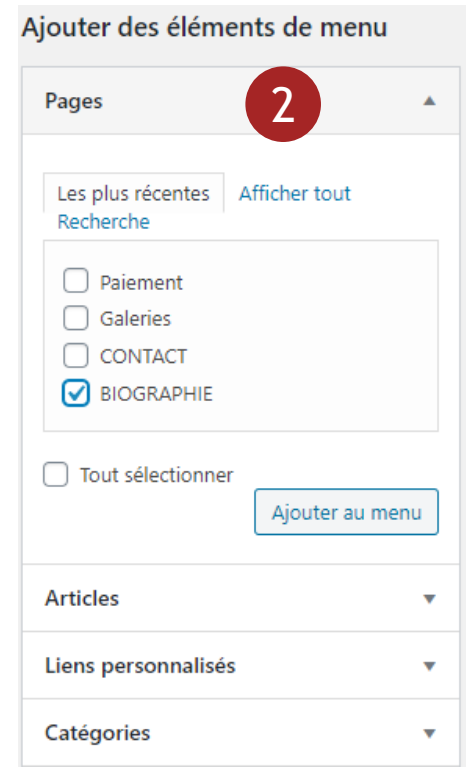 Ajouter des éléments de menu
Pages
2
Les plus récentes Afficher tout
Recherche
Paiement
Galeries
CONTACT
BIOGRAPHIE
Tout sélectionner
Ajouter au menu
Articles
Liens personnalisés
Catégories